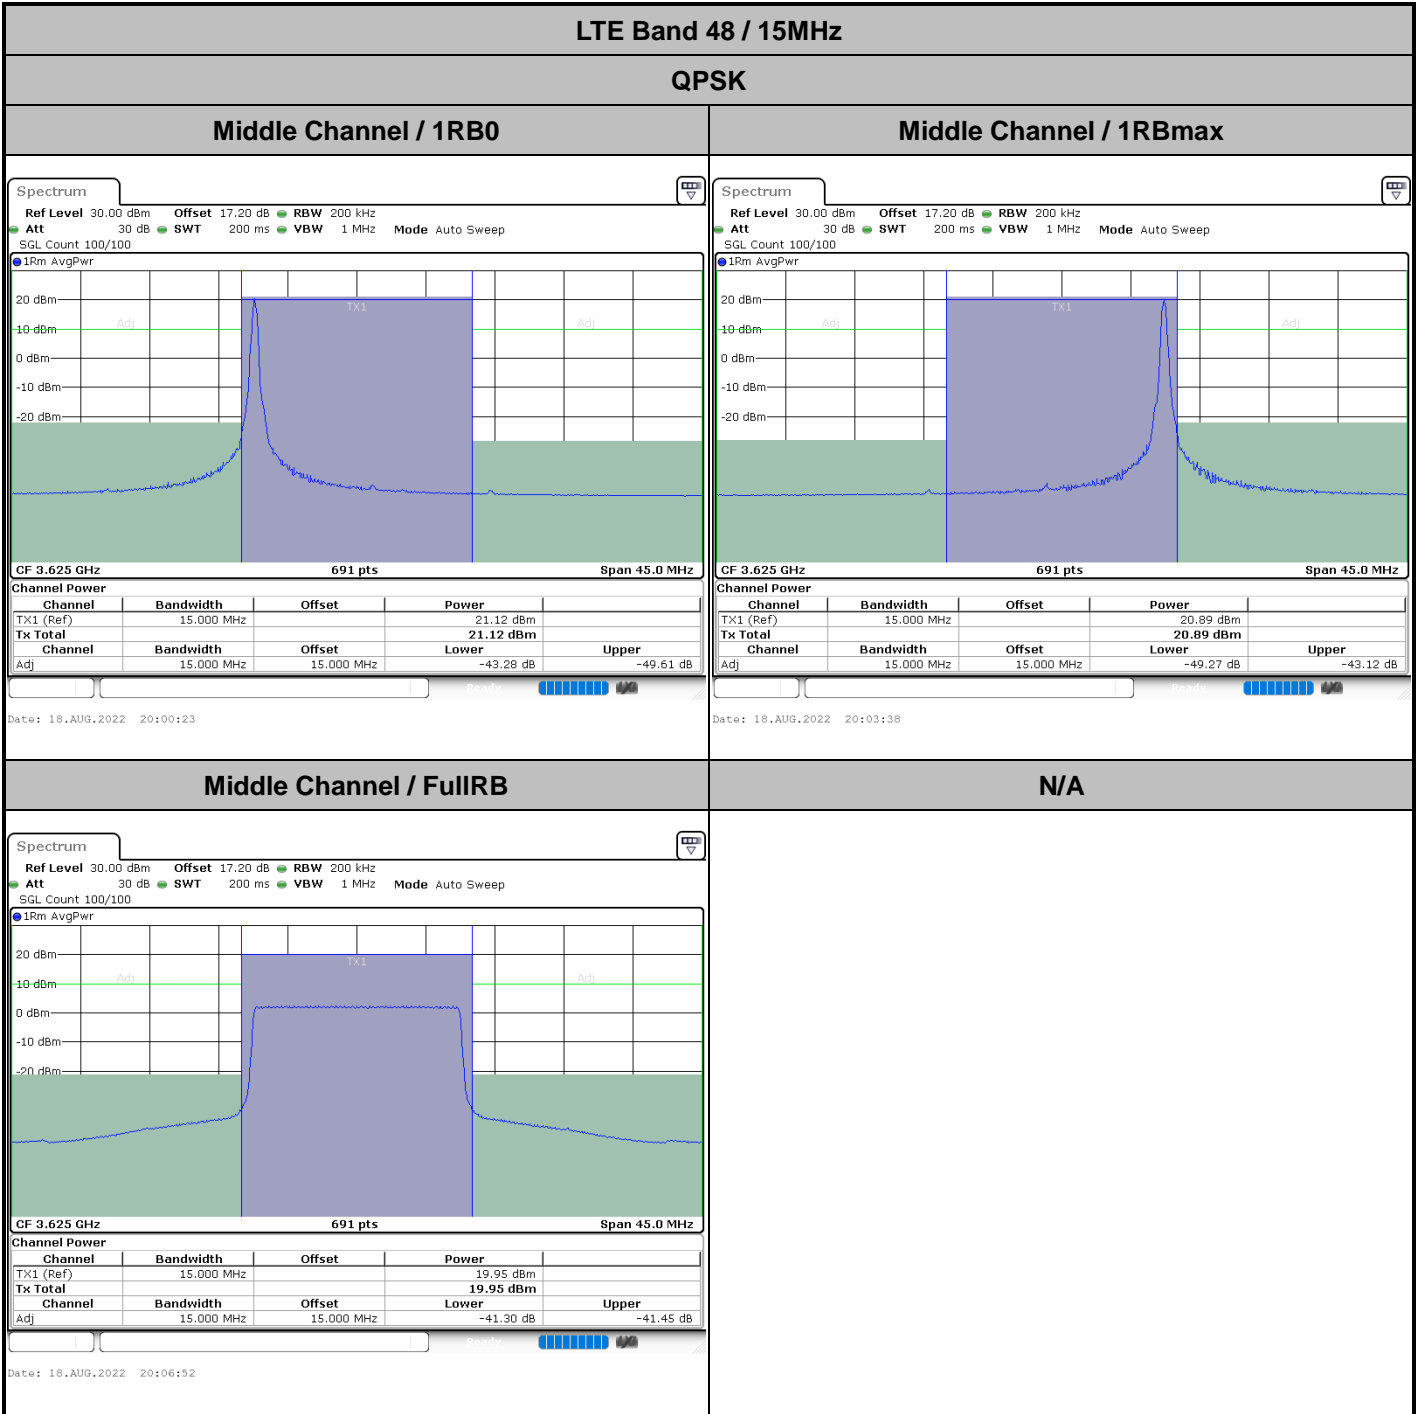 LTE Band 48 / 15MHz
QPSK
Middle Channel / 1RB0
Middle Channel / 1RBmax
Spectrum
Ref Level 30.00 dBm Offset 17.20 dB RBW 200 kHz
Att 30 dB SWT 200 ms VBW 1 MHz Mode Auto Sweep
SGL Count 100/100
1Rm AvgPwr
TX1
Adj
Adj
20 dBm
10 dBm
0 dBm
-10 dBm
-20 dBm
CF 3.625 GHz 691 pts Span 45.0 MHz
Channel Power
Channel Bandwidth Offset Power
TX1 (Ref) 15.000 MHz 21.12 dBm
Tx Total 21.12 dBm
Channel Bandwidth Offset Lower Upper
Adj 15.000 MHz 15.000 MHz -43.28 dB -49.61 dB
Ready
Date: 18.AUG.2022 20:00:23
Spectrum
Ref Level 30.00 dBm Offset 17.20 dB RBW 200 kHz
Att 30 dB SWT 200 ms VBW 1 MHz Mode Auto Sweep
SGL Count 100/100
1Rm AvgPwr
TX1
Adj
Adj
20 dBm
10 dBm
0 dBm
-10 dBm
-20 dBm
CF 3.625 GHz 691 pts Span 45.0 MHz
Channel Power
Channel Bandwidth Offset Power
TX1 (Ref) 15.000 MHz 20.89 dBm
Tx Total 20.89 dBm
Channel Bandwidth Offset Lower Upper
Adj 15.000 MHz 15.000 MHz -49.27 dB -43.12 dB
Ready
Date: 18.AUG.2022 20:03:38
Middle Channel / FullRB
N/A
Spectrum
Ref Level 30.00 dBm Offset 17.20 dB RBW 200 kHz
Att 30 dB SWT 200 ms VBW 1 MHz Mode Auto Sweep
SGL Count 100/100
1Rm AvgPwr
TX1
Adj
Adj
20 dBm
10 dBm
0 dBm
-10 dBm
-20 dBm
CF 3.625 GHz 691 pts Span 45.0 MHz
Channel Power
Channel Bandwidth Offset Power
TX1 (Ref) 15.000 MHz 19.95 dBm
Tx Total 19.95 dBm
Channel Bandwidth Offset Lower Upper
Adj 15.000 MHz 15.000 MHz -41.30 dB -41.45 dB
Ready
Date: 18.AUG.2022 20:06:52